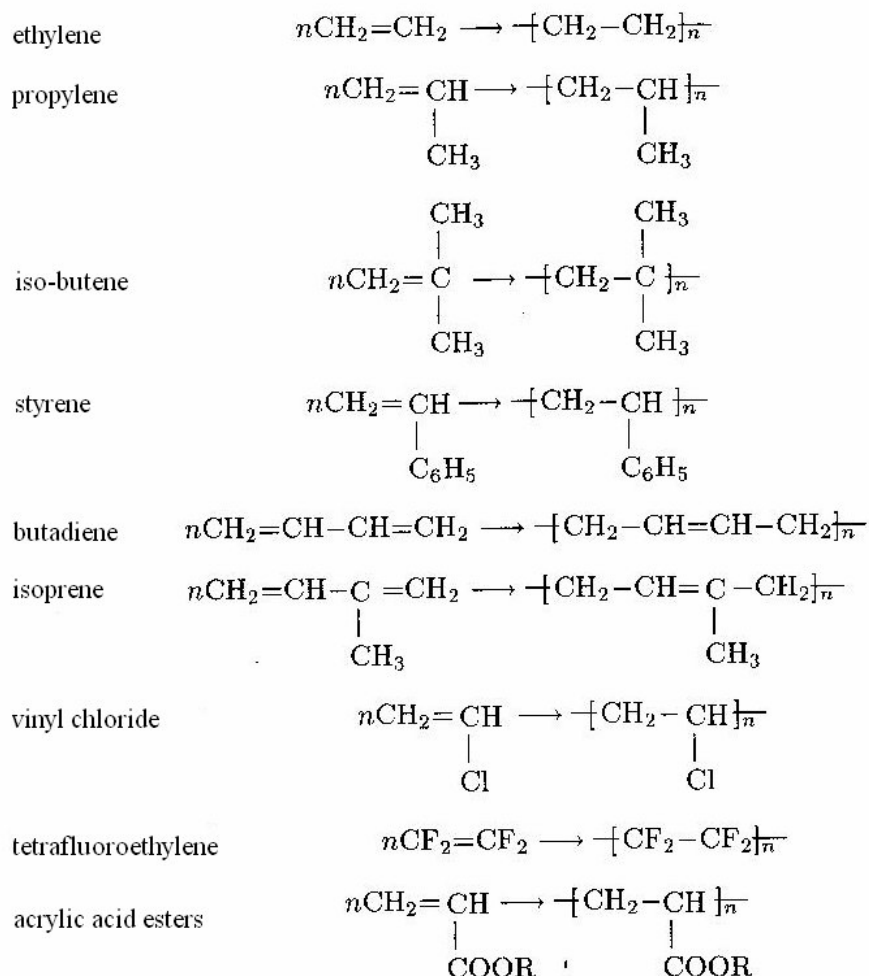 ethylene nCH₂=CH₂ ⟶ -[CH₂-CH₂]ₙ-
propylene nCH₂=CH ⟶ -[CH₂-CH]ₙ-
CH₃ CH₃
CH₃ CH₃
iso-butene nCH₂=C ⟶ -[CH₂-C]ₙ-
CH₃ CH₃
styrene nCH₂=CH ⟶ -[CH₂-CH]ₙ-
C₆H₅ C₆H₅
butadiene nCH₂=CH-CH=CH₂ ⟶ -[CH₂-CH=CH-CH₂]ₙ-
isoprene nCH₂=CH-C=CH₂ ⟶ -[CH₂-CH=C-CH₂]ₙ-
CH₃ CH₃
vinyl chloride nCH₂=CH ⟶ -[CH₂-CH]ₙ-
Cl Cl
tetrafluoroethylene nCF₂=CF₂ ⟶ -[CF₂-CF₂]ₙ-
acrylic acid esters nCH₂=CH ⟶ -[CH₂-CH]ₙ-
COOR COOR